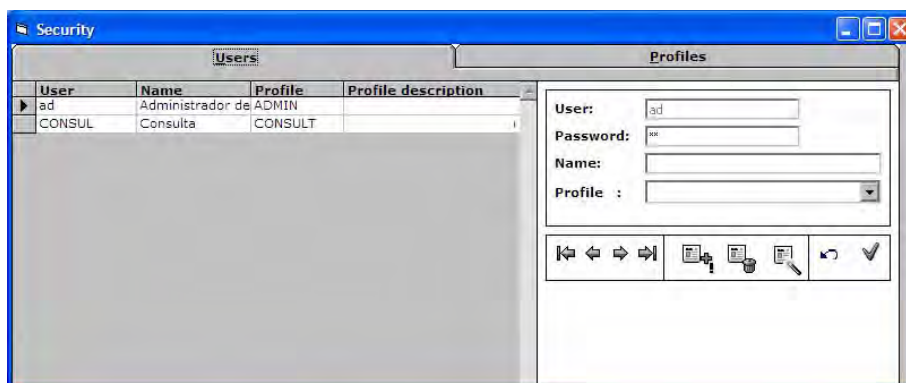 Security
Users Profiles
User Name Profile Profile description
ad Administrador de ADMIN
CONSUL Consulta CONSULT
User: ad
Password: **
Name:
Profile :